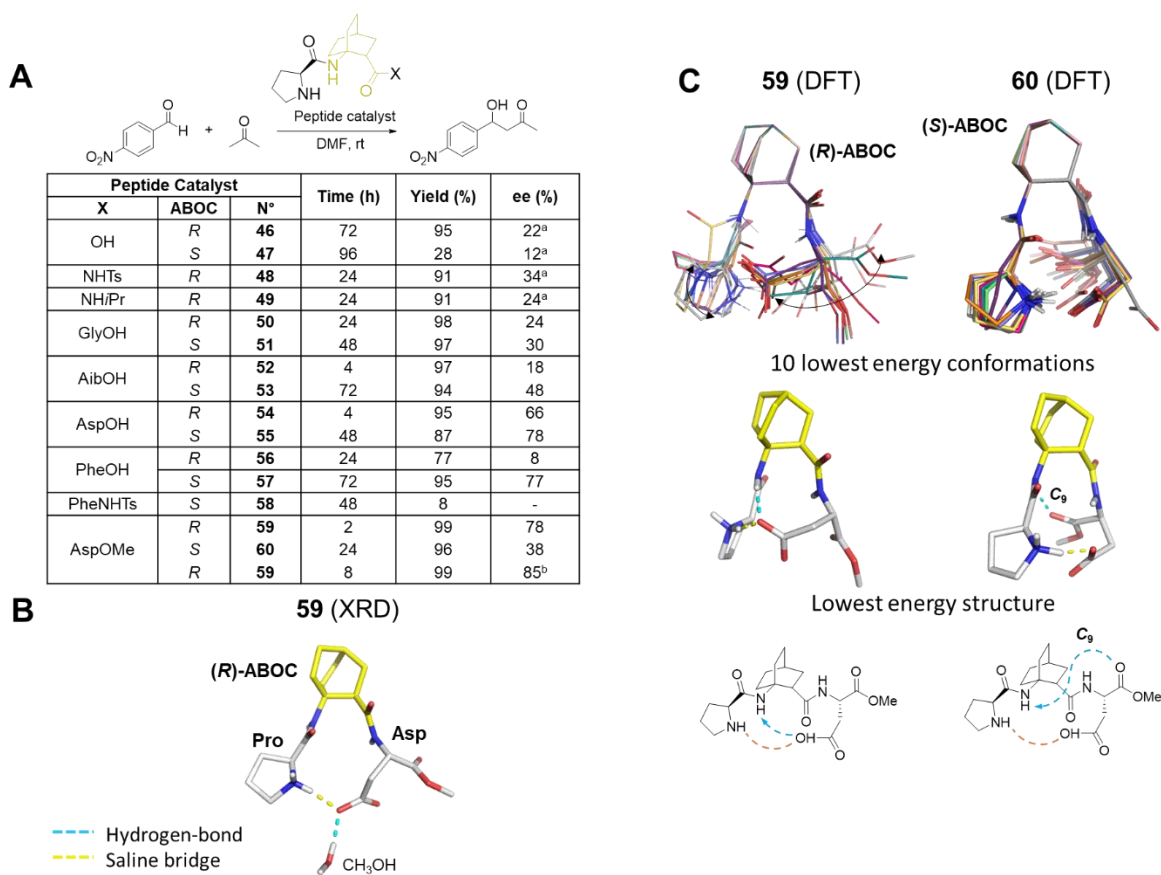 A
O
N
H
O
X
N
H
O
H
O₂N
+
O
Peptide catalyst
DMF, rt
OH O
O₂N
Peptide Catalyst Time (h) Yield (%) ee (%)
X ABOC N°
OH R 46 72 95 22ᵃ
S 47 96 28 12ᵃ
NHTs R 48 24 91 34ᵃ
NHiPr R 49 24 91 24ᵃ
GlyOH R 50 24 98 24
S 51 48 97 30
AibOH R 52 4 97 18
S 53 72 94 48
AspOH R 54 4 95 66
S 55 48 87 78
PheOH R 56 24 77 8
S 57 72 95 77
PheNHTs S 58 48 8 -
AspOMe R 59 2 99 78
S 60 24 96 38
R 59 8 99 85ᵇ
B
59 (XRD)
(R)-ABOC
Pro
Asp
CH₃OH
Hydrogen-bond
Saline bridge
C
59 (DFT) 60 (DFT)
(R)-ABOC
(S)-ABOC
10 lowest energy conformations
C₉
Lowest energy structure
O
N
H
NH
O
H
N
O
OMe
OH
O
C₉
O
N
H
NH
O
H
N
O
OMe
OH
O